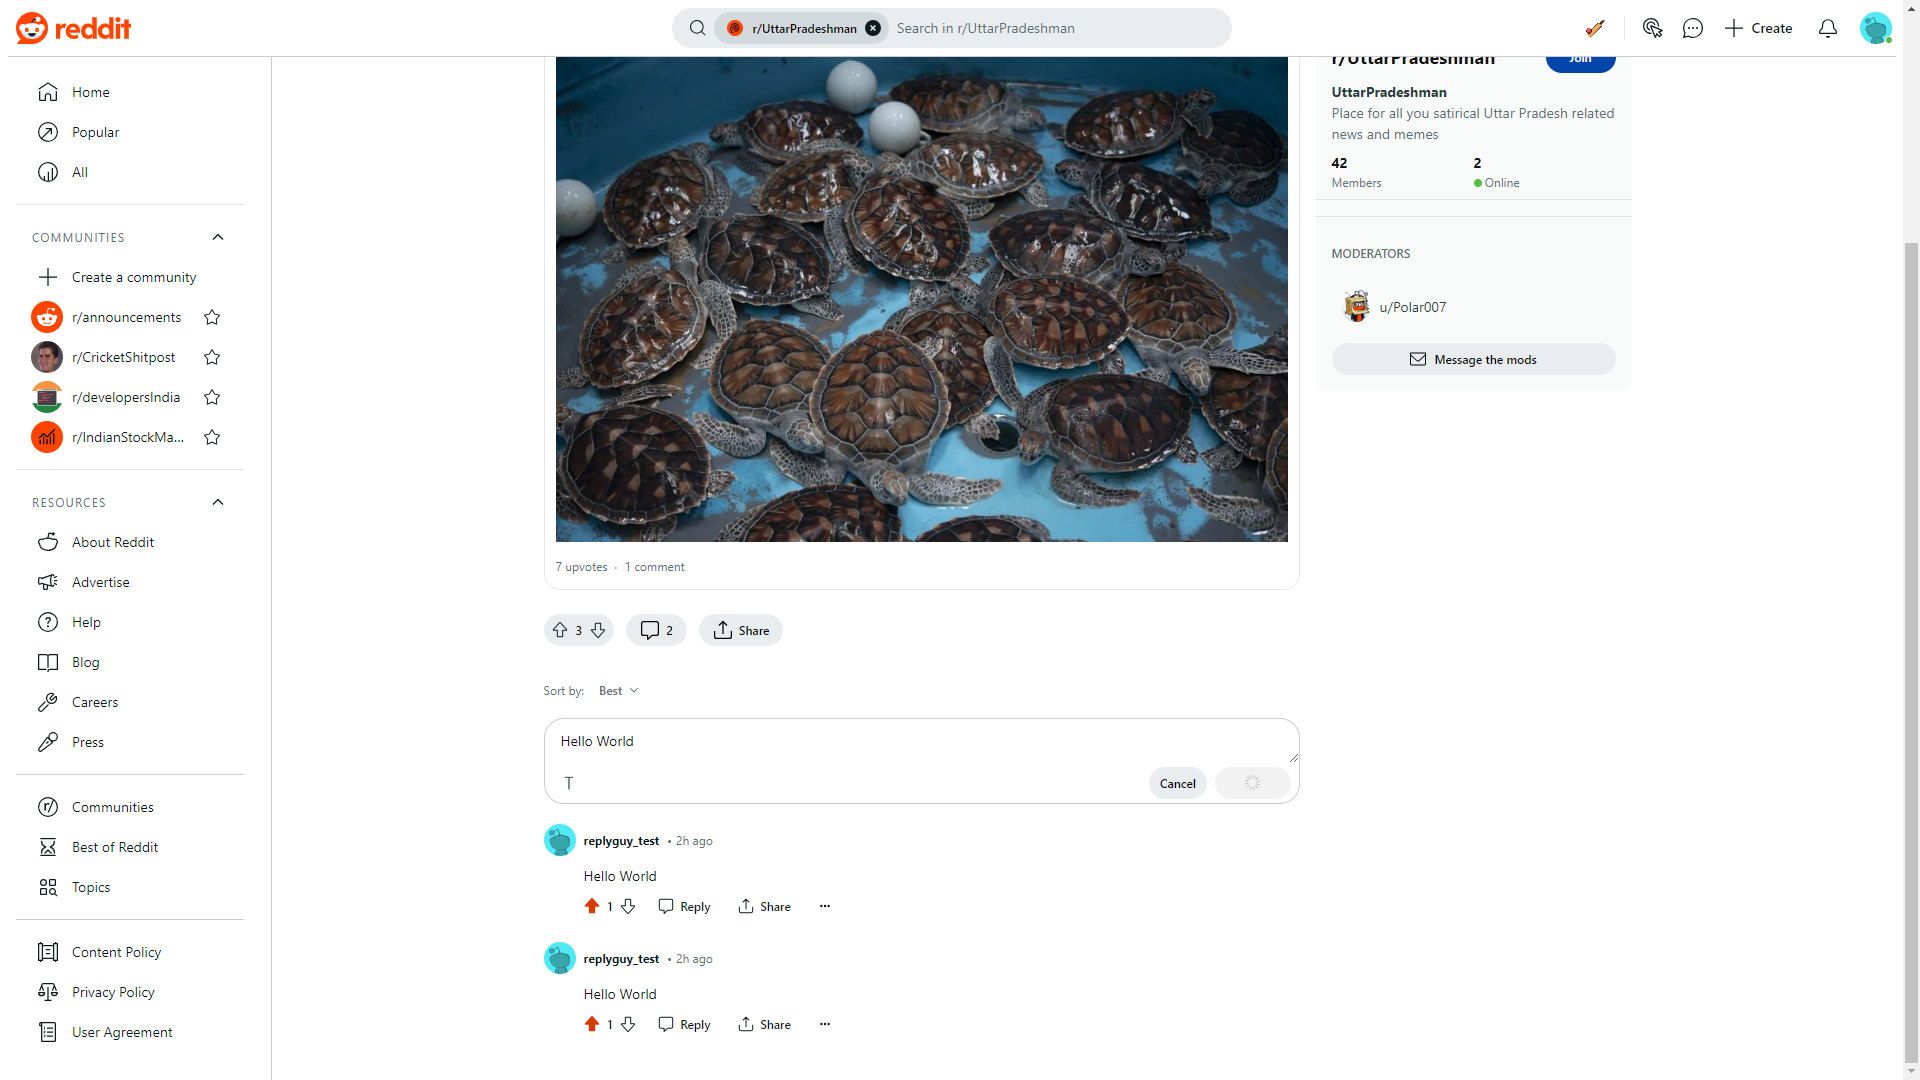 reddit
r/UttarPradeshman
Search in r/UttarPradeshman
Create
Home
Popular
All
COMMUNITIES
Create a community
r/announcements
r/CricketShitpost
r/developersIndia
r/IndianStockMa...
RESOURCES
About Reddit
Advertise
Help
Blog
Careers
Press
Communities
Best of Reddit
Topics
Content Policy
Privacy Policy
User Agreement
7 upvotes · 1 comment
3
2
Share
Sort by: Best
Hello World
T
Cancel
replyguy_test • 2h ago
Hello World
1
Reply
Share
replyguy_test • 2h ago
Hello World
1
Reply
Share
r/UttarPradeshman
Join
UttarPradeshman
Place for all you satirical Uttar Pradesh related
news and memes
42
2
Members
Online
MODERATORS
u/Polar007
Message the mods